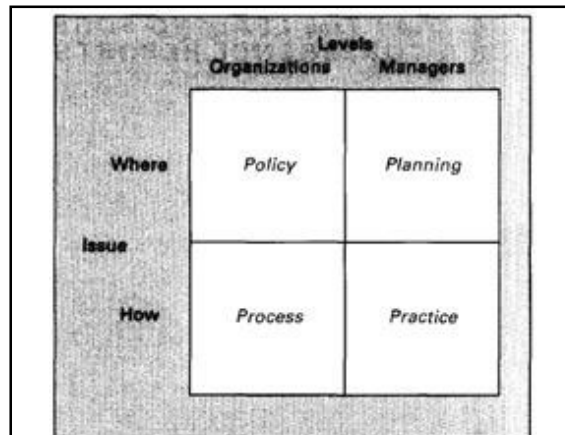 Levels
Organizations Managers
Where Policy Planning
Issue
How Process Practice